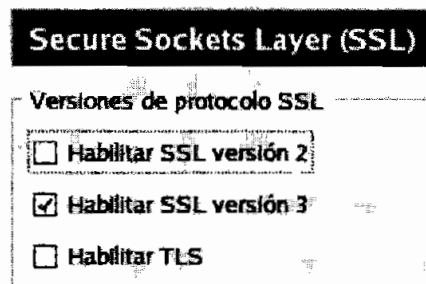 Secure Sockets Layer (SSL)
Versiones de protocolo SSL
Habilitar SSL versión 2
Habilitar SSL versión 3
Habilitar TLS